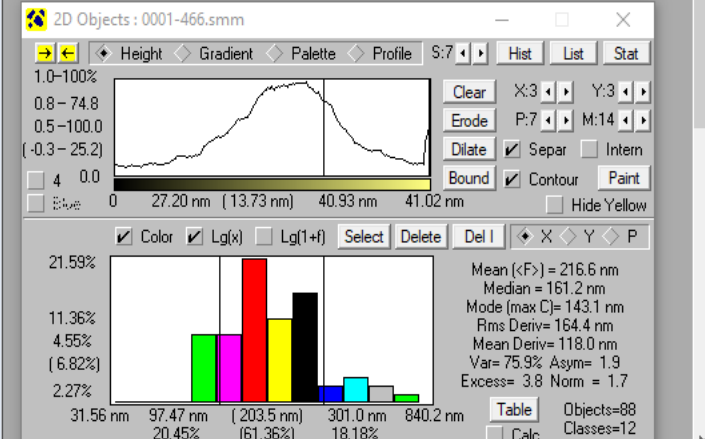 2D Objects : 0001-466.smm
Height Gradient Palette Profile S:7 Hist List Stat
1.0-100%
0.8 - 74.8
0.5 -100.0
( -0.3 - 25.2)
0.0
4
Clear X:3 Y:3
Erode P:7 M:14
Dilate Separ Intern
Bound Contour Paint
0 27.20 nm ( 13.73 nm) 40.93 nm 41.02 nm
Hide Yellow
Color Lg(x) Lg(1+f) Select Delete Del I X Y P
21.59%
11.36%
4.55%
( 6.82%)
2.27%
Mean (<F>) = 216.6 nm
Median = 161.2 nm
Mode (max C)= 143.1 nm
Rms Deriv= 164.4 nm
Mean Deriv= 118.0 nm
Var= 75.9% Asym= 1.9
Excess= 3.8 Norm = 1.7
31.56 nm 97.47 nm ( 203.5 nm) 301.0 nm 840.2 nm
20.45% (61.36%) 18.18%
Table Objects=88
Calc Classes=12